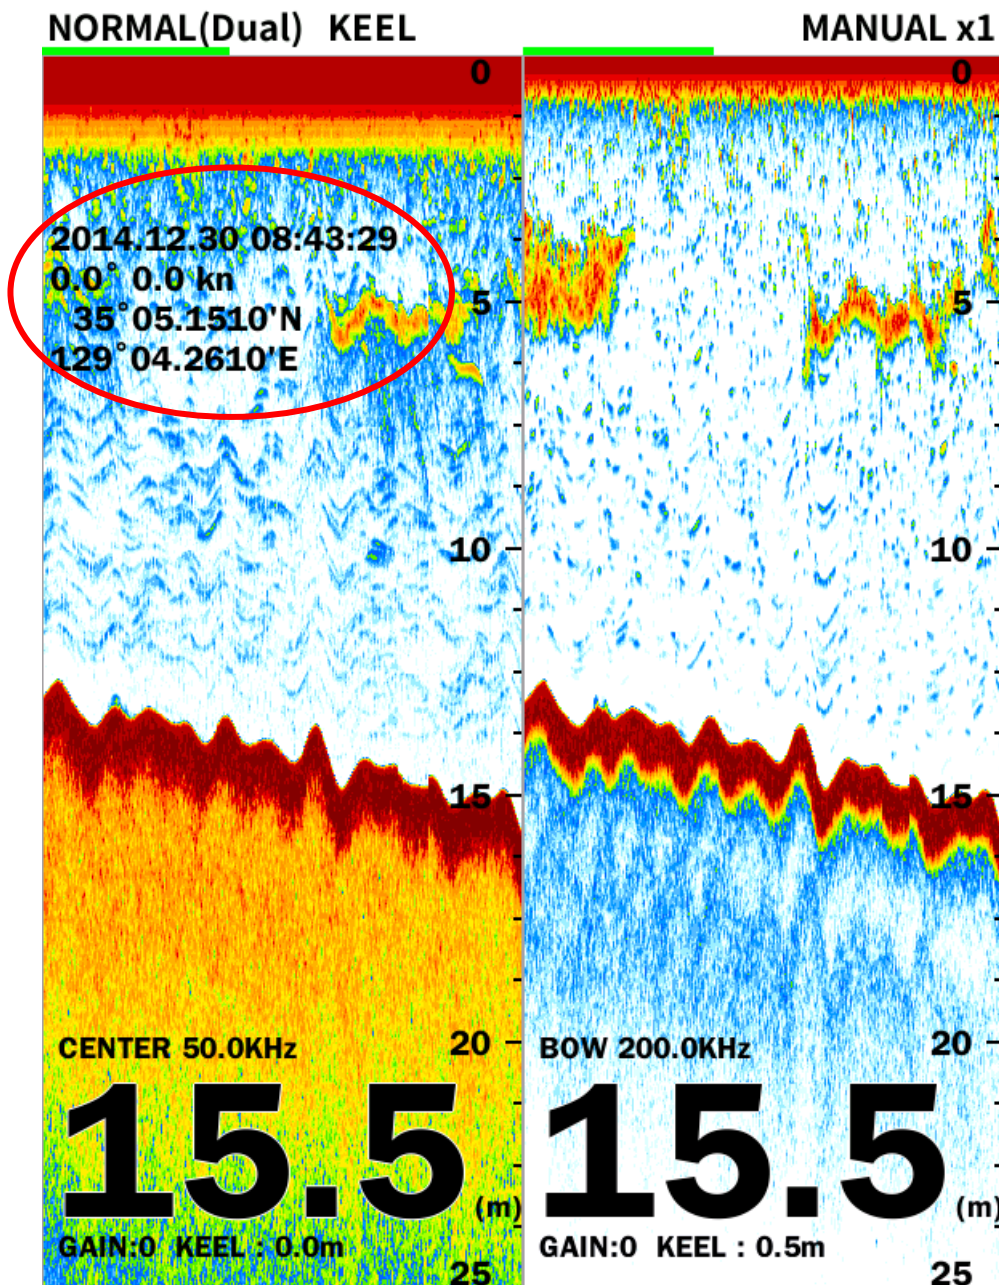 NORMAL(Dual) KEEL MANUAL x1
0 0
2014.12.30 08:43:29
0.0° 0.0 kn
35°05.1510'N
129°04.2610'E
5 5
10 10
15 15
20 20
CENTER 50.0KHz BOW 200.0KHz
15.5 (m) 15.5 (m)
GAIN:0 KEEL : 0.0m GAIN:0 KEEL : 0.5m
25 25